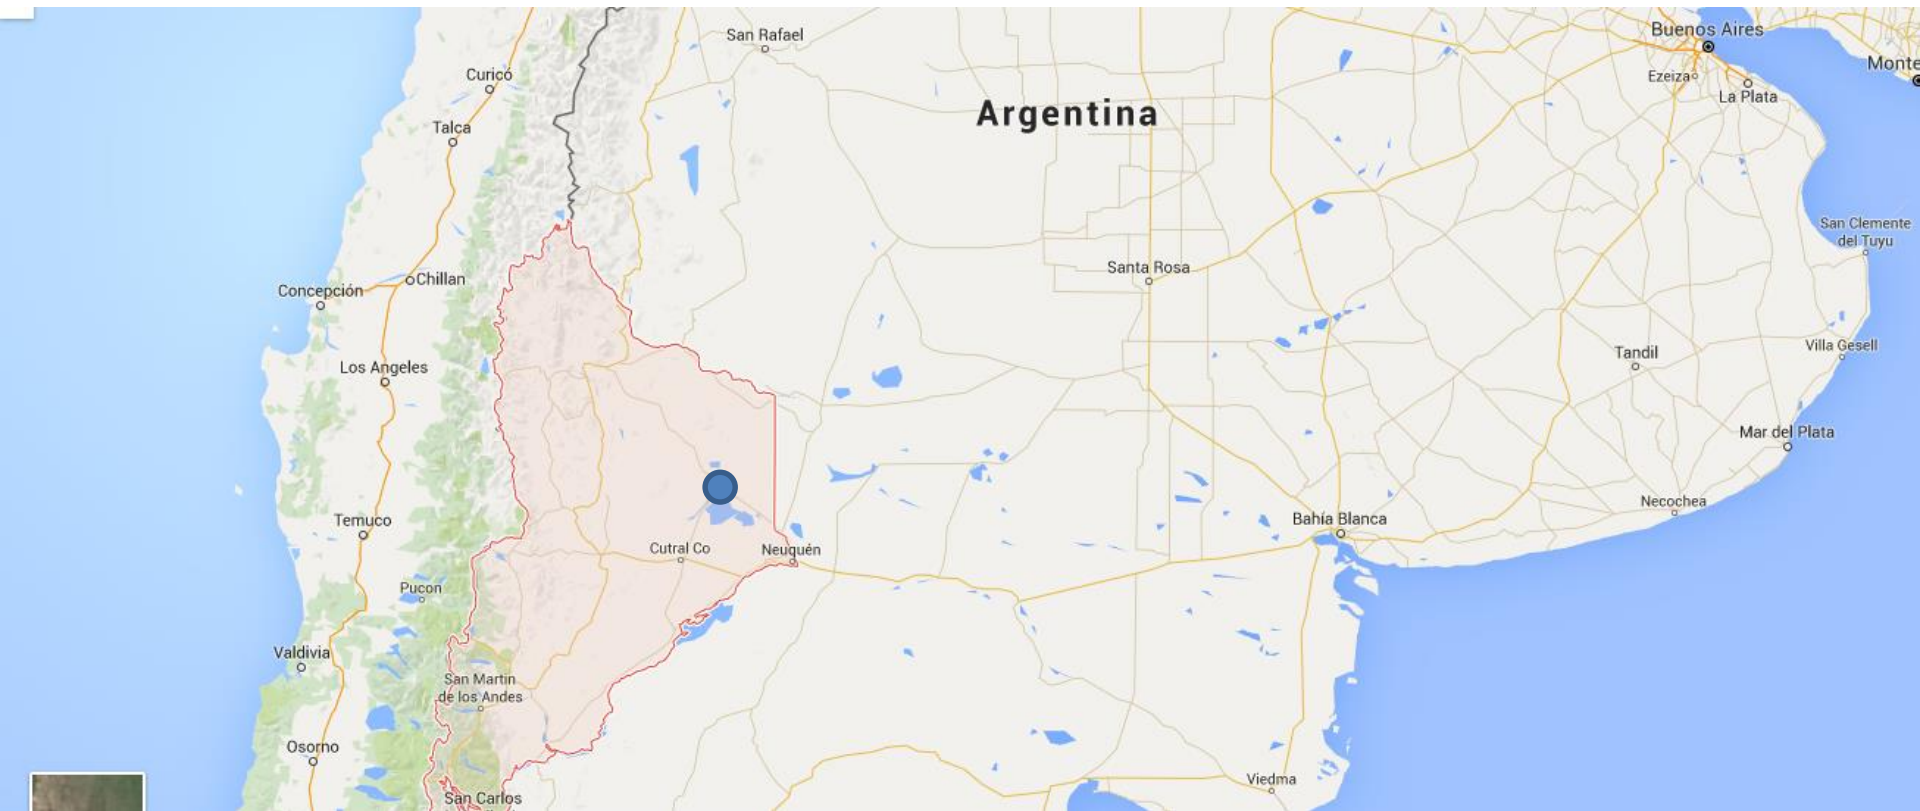 San Rafael
Buenos Aires
Curicó
Ezeiza
Monte
La Plata
Argentina
Talca
San Clemente
del Tuyu
Santa Rosa
Chillan
Concepción
Villa Gesell
Tandil
Los Angeles
Mar del Plata
Necochea
Bahía Blanca
Temuco
Cutral Co
Neuquén
Pucon
Valdivia
San Martin
de los Andes
Osorno
Viedma
San Carlos